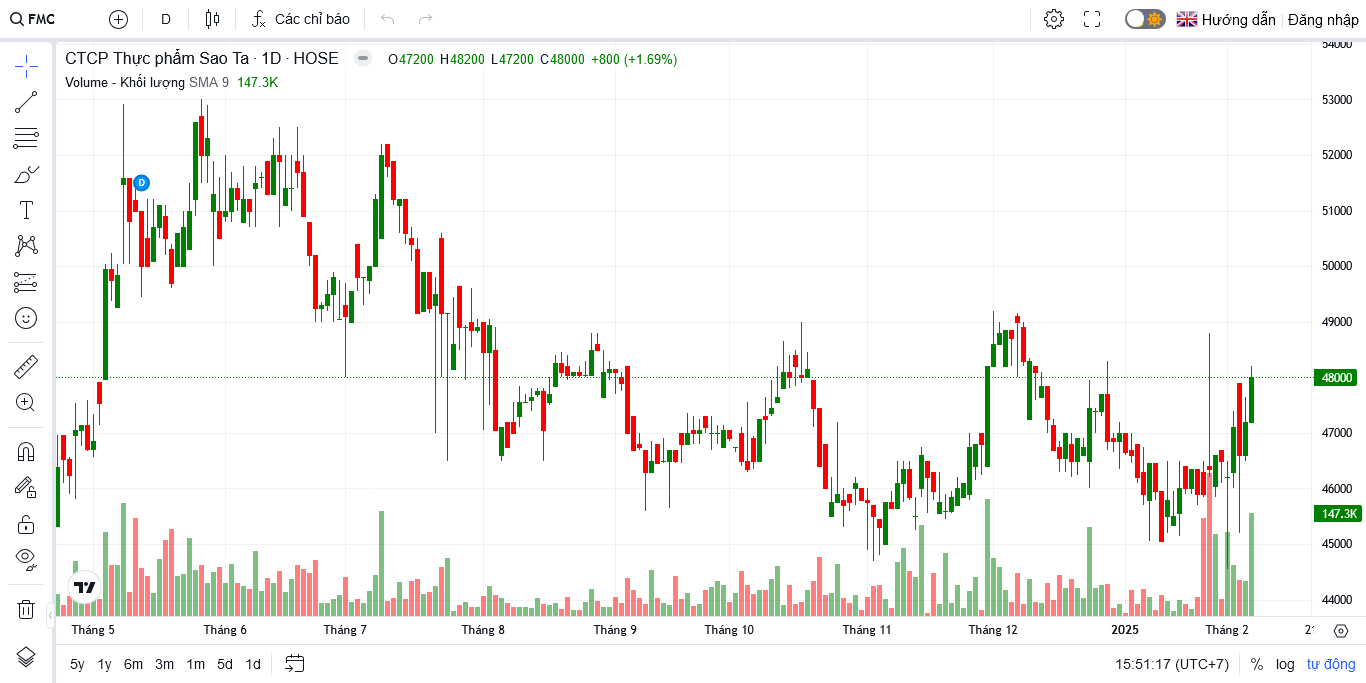 FMC D Các chỉ báo Hướng dẫn Đăng nhập
CTCP Thực phẩm Sao Ta · 1D · HOSE O47200 H48200 L47200 C48000 +800 (+1.69%)
Volume - Khối lượng SMA 9 147.3K
D
54000
53000
52000
51000
50000
49000
48000
47000
46000
147.3K
45000
44000
Tháng 5 Tháng 6 Tháng 7 Tháng 8 Tháng 9 Tháng 10 Tháng 11 Tháng 12 2025 Tháng 2
5y 1y 6m 3m 1m 5d 1d 15:51:17 (UTC+7) % log tự động